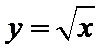 y = √x